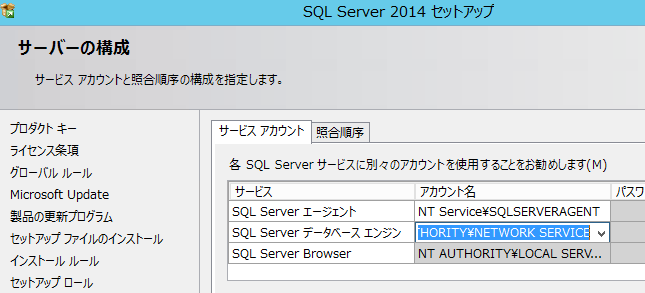 SQL Server 2014 セットアップ
サーバーの構成
サービス アカウントと照合順序の構成を指定します。
プロダクト キー
ライセンス条項
グローバル ルール
Microsoft Update
製品の更新プログラム
セットアップ ファイルのインストール
インストール ルール
セットアップ ロール
サービス アカウント 照合順序
各 SQL Server サービスに別々のアカウントを使用することをお勧めします(M)
サービス アカウント名 パスワ
SQL Server エージェント NT Service¥SQLSERVERAGENT
SQL Server データベース エンジン HORITY¥NETWORK SERVICE
SQL Server Browser NT AUTHORITY¥LOCAL SERV...